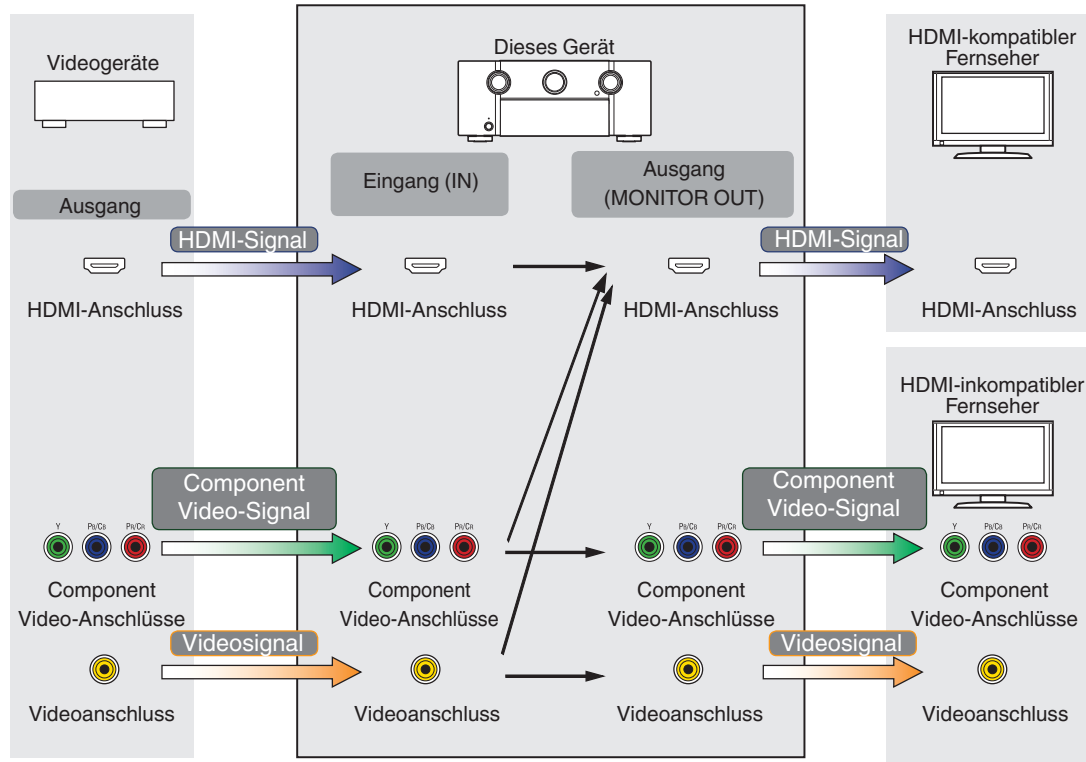 Videogeräte
Dieses Gerät
HDMI-kompatibler
Fernseher
Ausgang
Eingang (IN)
Ausgang
(MONITOR OUT)
HDMI-Signal
HDMI-Signal
HDMI-Anschluss
HDMI-Anschluss
HDMI-Anschluss
HDMI-Anschluss
HDMI-inkompatibler
Fernseher
Component
Video-Signal
Component
Video-Signal
Y PB/CB PR/CR
Y PB/CB PR/CR
Y PB/CB PR/CR
Y PB/CB PR/CR
Component
Video-Anschlüsse
Component
Video-Anschlüsse
Component
Video-Anschlüsse
Component
Video-Anschlüsse
Videosignal
Videosignal
Videoanschluss
Videoanschluss
Videoanschluss
Videoanschluss